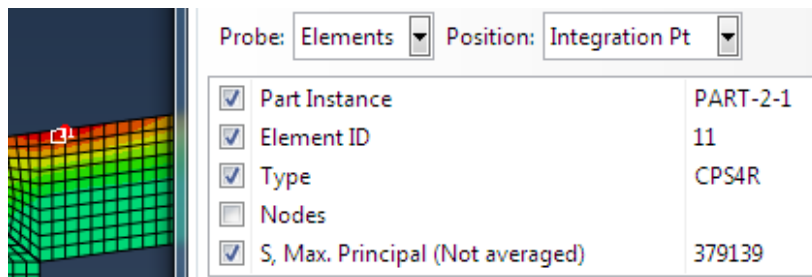 Probe: Elements Position: Integration Pt
Part Instance PART-2-1
Element ID 11
Type CPS4R
Nodes
S, Max. Principal (Not averaged) 379139